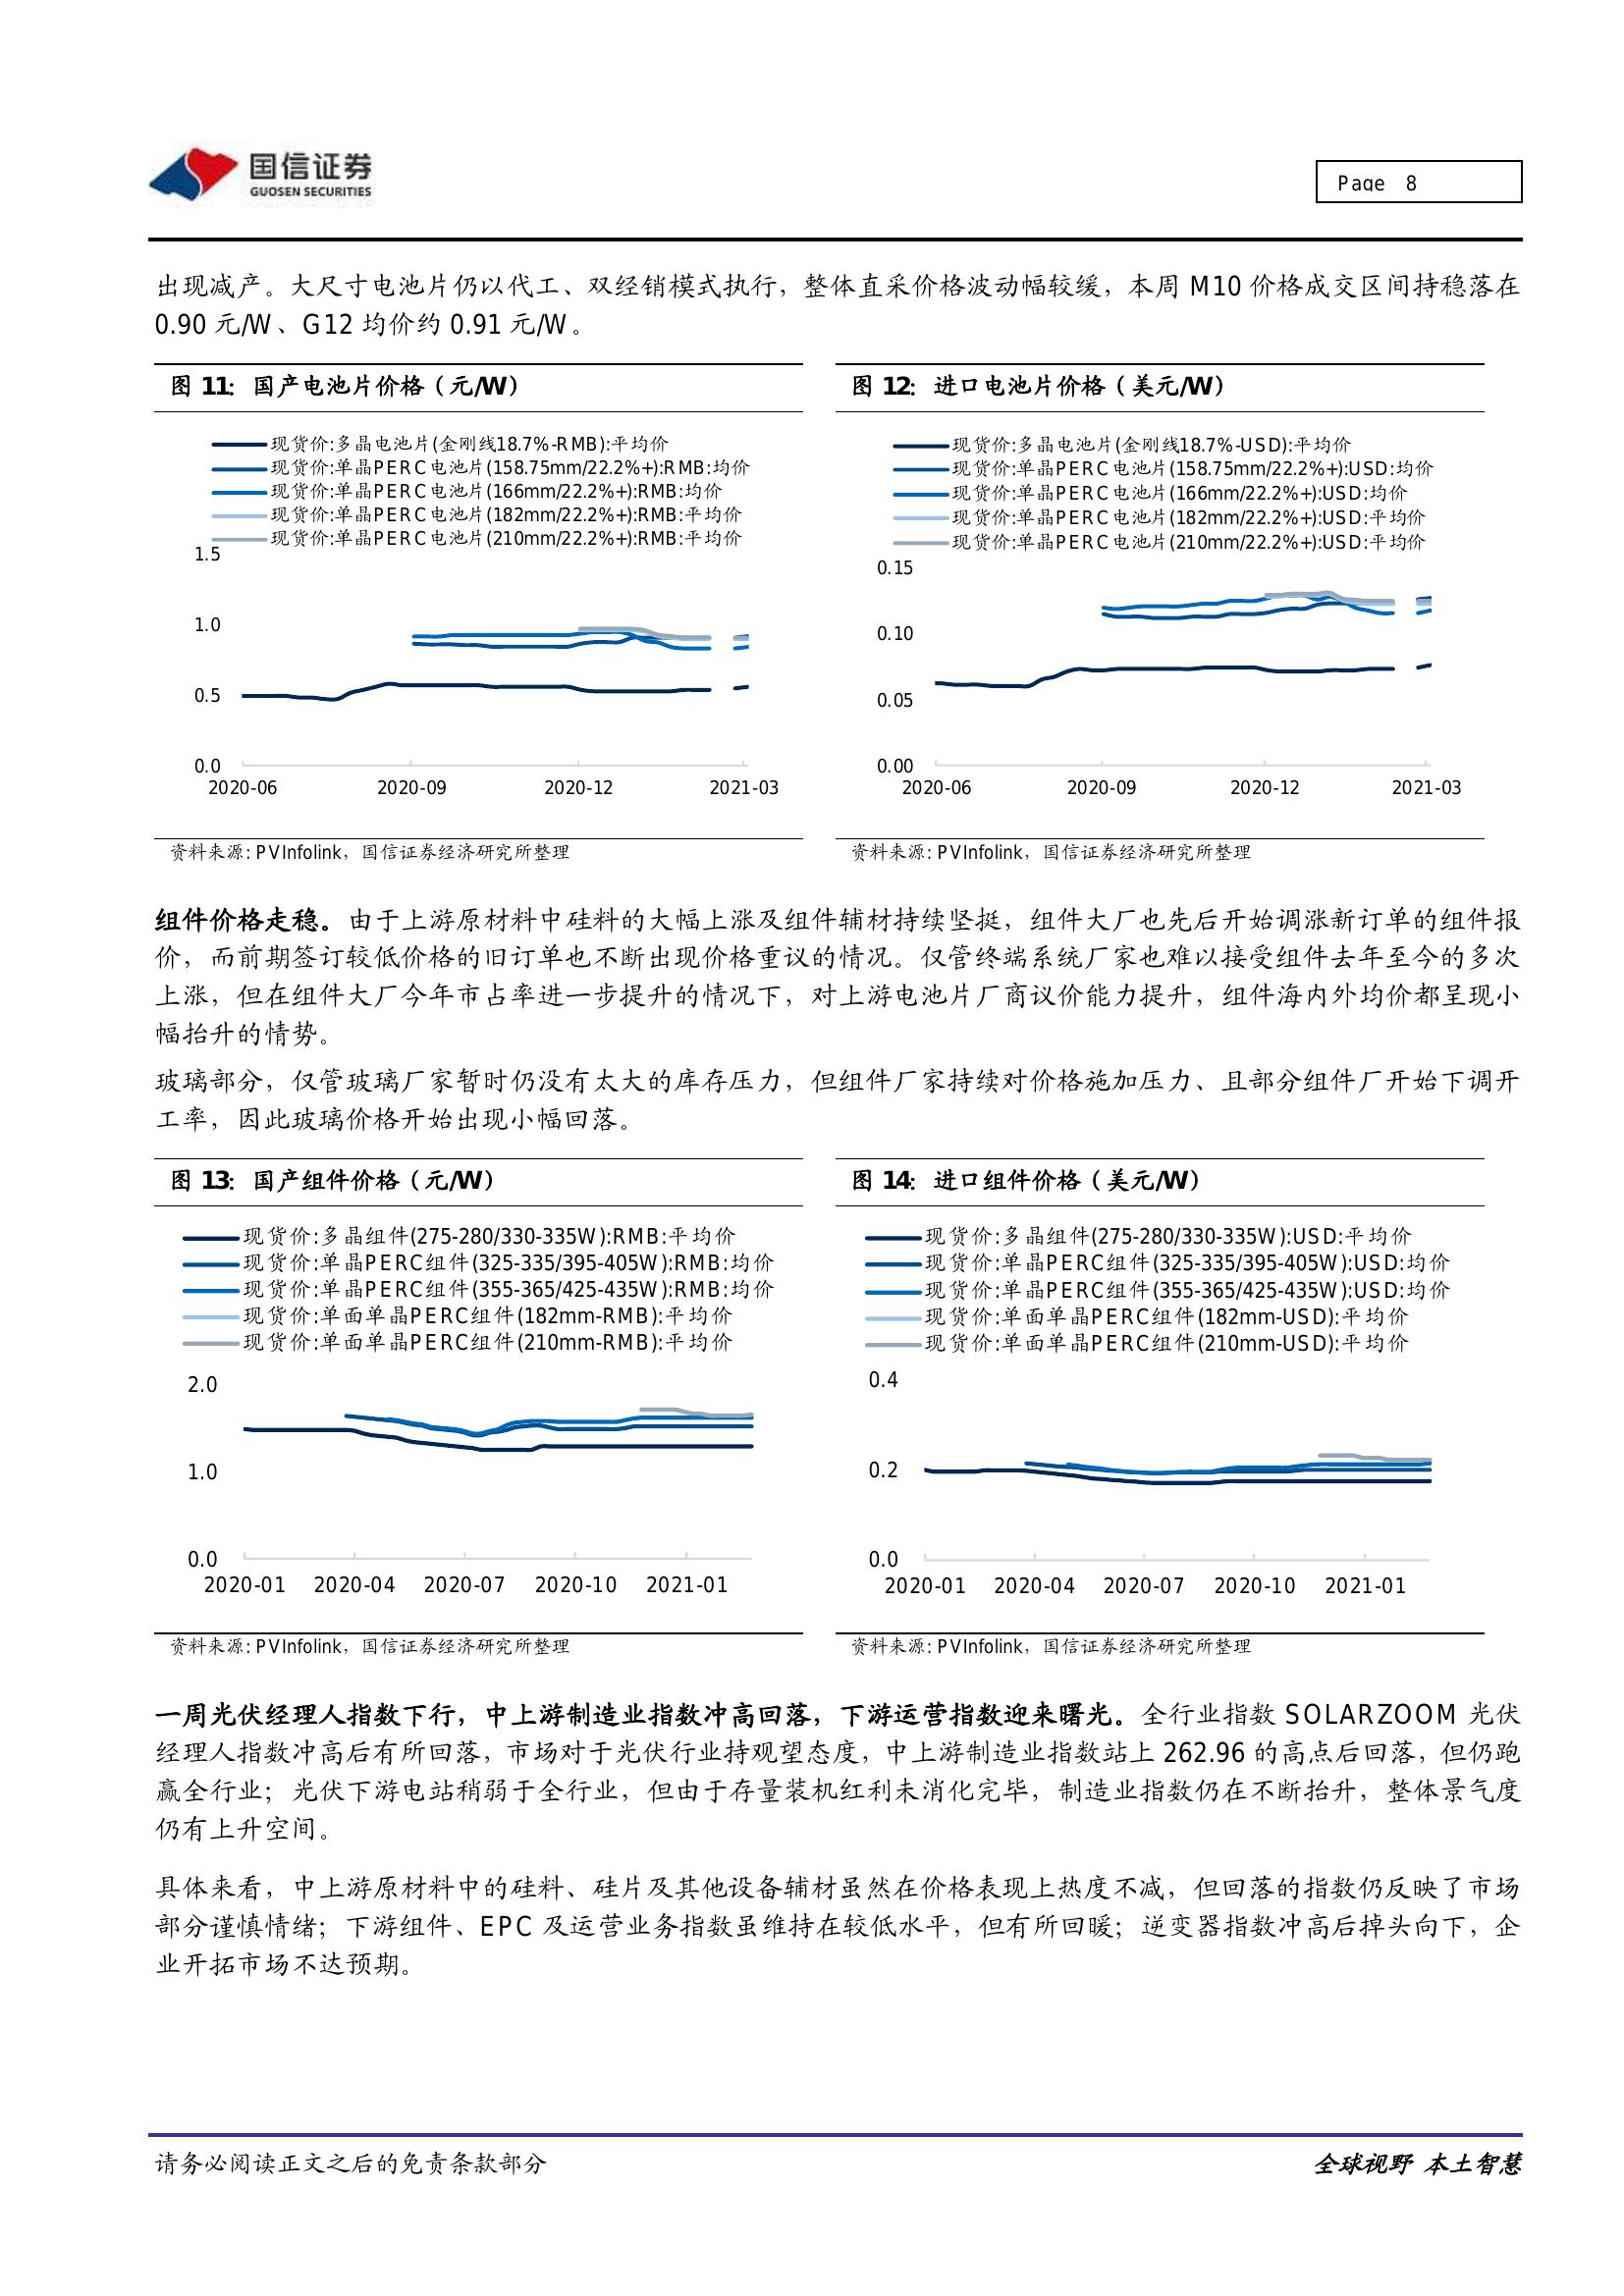 国信证券
GUOSEN SECURITIES
Page 8
出现减产。大尺寸电池片仍以代工、双经销模式执行，整体直采价格波动幅较缓，本周 M10 价格成交区间持稳落在
0.90 元/W、G12 均价约 0.91 元/W。
图 11：国产电池片价格（元/W）
现货价:多晶电池片(金刚线18.7%-RMB):平均价
现货价:单晶PERC电池片(158.75mm/22.2%+):RMB:均价
现货价:单晶PERC电池片(166mm/22.2%+):RMB:均价
现货价:单晶PERC电池片(182mm/22.2%+):RMB:平均价
现货价:单晶PERC电池片(210mm/22.2%+):RMB:平均价
1.5
1.0
0.5
0.0
2020-06 2020-09 2020-12 2021-03
资料来源: PVInfolink，国信证券经济研究所整理
图 12：进口电池片价格（美元/W）
现货价:多晶电池片(金刚线18.7%-USD):平均价
现货价:单晶PERC电池片(158.75mm/22.2%+):USD:均价
现货价:单晶PERC电池片(166mm/22.2%+):USD:均价
现货价:单晶PERC电池片(182mm/22.2%+):USD:平均价
现货价:单晶PERC电池片(210mm/22.2%+):USD:平均价
0.15
0.10
0.05
0.00
2020-06 2020-09 2020-12 2021-03
资料来源: PVInfolink，国信证券经济研究所整理
组件价格走稳。由于上游原材料中硅料的大幅上涨及组件辅材持续坚挺，组件大厂也先后开始调涨新订单的组件报
价，而前期签订较低价格的旧订单也不断出现价格重议的情况。仅管终端系统厂家也难以接受组件去年至今的多次
上涨，但在组件大厂今年市占率进一步提升的情况下，对上游电池片厂商议价能力提升，组件海内外均价都呈现小
幅抬升的情势。
玻璃部分，仅管玻璃厂家暂时仍没有太大的库存压力，但组件厂家持续对价格施加压力、且部分组件厂开始下调开
工率，因此玻璃价格开始出现小幅回落。
图 13：国产组件价格（元/W）
现货价:多晶组件(275-280/330-335W):RMB:平均价
现货价:单晶PERC组件(325-335/395-405W):RMB:均价
现货价:单晶PERC组件(355-365/425-435W):RMB:均价
现货价:单面单晶PERC组件(182mm-RMB):平均价
现货价:单面单晶PERC组件(210mm-RMB):平均价
2.0
1.0
0.0
2020-01 2020-04 2020-07 2020-10 2021-01
资料来源: PVInfolink，国信证券经济研究所整理
图 14：进口组件价格（美元/W）
现货价:多晶组件(275-280/330-335W):USD:平均价
现货价:单晶PERC组件(325-335/395-405W):USD:均价
现货价:单晶PERC组件(355-365/425-435W):USD:均价
现货价:单面单晶PERC组件(182mm-USD):平均价
现货价:单面单晶PERC组件(210mm-USD):平均价
0.4
0.2
0.0
2020-01 2020-04 2020-07 2020-10 2021-01
资料来源: PVInfolink，国信证券经济研究所整理
一周光伏经理人指数下行，中上游制造业指数冲高回落，下游运营指数迎来曙光。全行业指数 SOLARZOOM 光伏
经理人指数冲高后有所回落，市场对于光伏行业持观望态度，中上游制造业指数站上 262.96 的高点后回落，但仍跑
赢全行业；光伏下游电站稍弱于全行业，但由于存量装机红利未消化完毕，制造业指数仍在不断抬升，整体景气度
仍有上升空间。
具体来看，中上游原材料中的硅料、硅片及其他设备辅材虽然在价格表现上热度不减，但回落的指数仍反映了市场
部分谨慎情绪；下游组件、EPC 及运营业务指数虽维持在较低水平，但有所回暖；逆变器指数冲高后掉头向下，企
业开拓市场不达预期。
请务必阅读正文之后的免责条款部分
全球视野 本土智慧